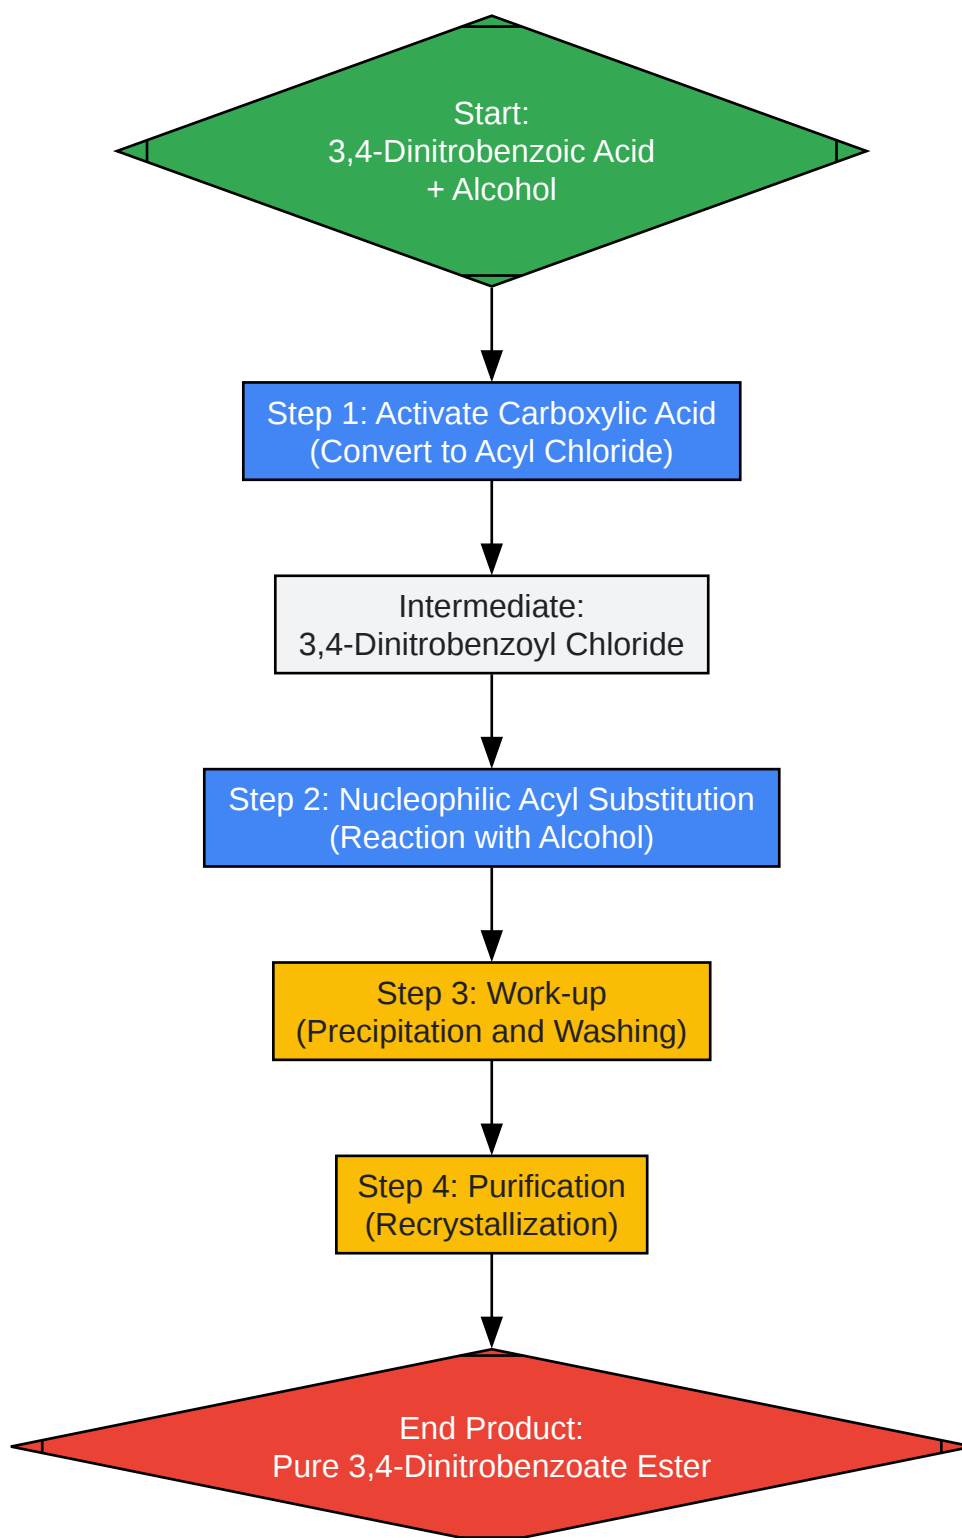 Start:
3,4-Dinitrobenzoic Acid
+ Alcohol
Step 1: Activate Carboxylic Acid
(Convert to Acyl Chloride)
Intermediate:
3,4-Dinitrobenzoyl Chloride
Step 2: Nucleophilic Acyl Substitution
(Reaction with Alcohol)
Step 3: Work-up
(Precipitation and Washing)
Step 4: Purification
(Recrystallization)
End Product:
Pure 3,4-Dinitrobenzoate Ester